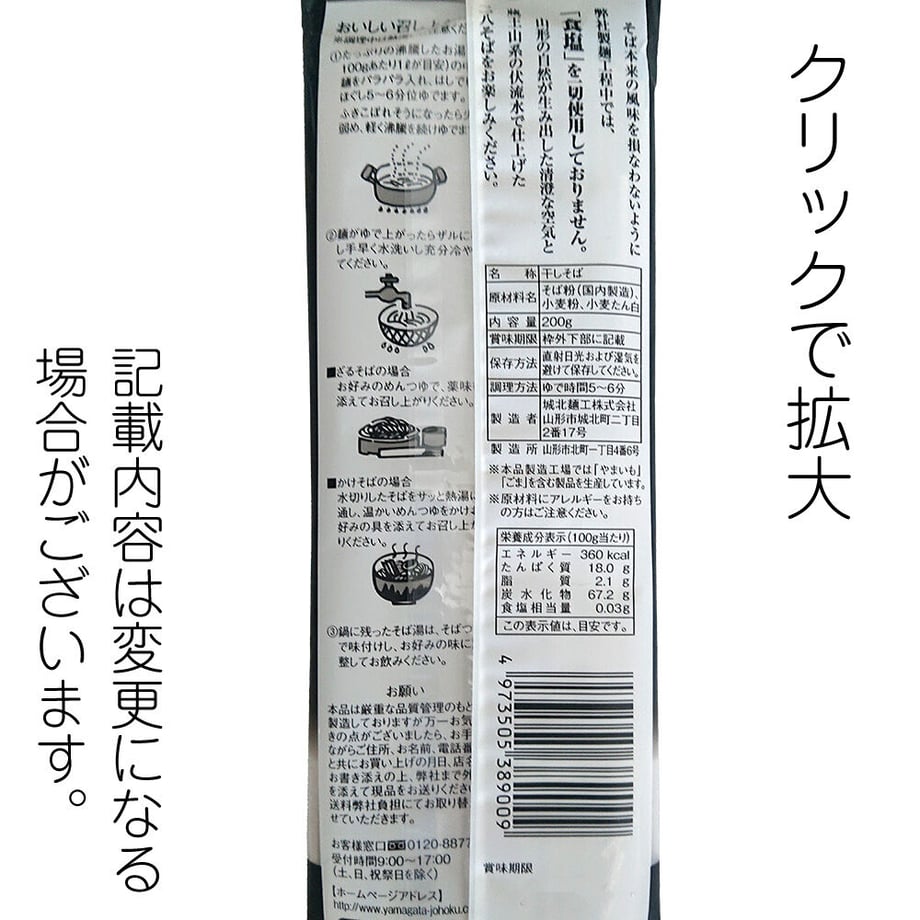 クリックで拡大
記載内容は変更になる
場合がございます。
そば本来の風味を損なわないように
弊社製麺工程中では、
「食塩」を一切使用しておりません。
山形の自然が生み出した清澄な空気と
蔵王山系の伏流水で仕上げた
八そばをお楽しみください。
おいしい召し上
①たっぷりの沸騰したお湯
100gあたり1ℓが目安)の
麺をバラバラ入れ、はしで
ほぐし5~6分位ゆでます。
ふきこぼれそうになったら
弱め、軽く沸騰を続けゆでま
②麺がゆで上がったらザルに
し手早く水洗いし充分冷や
てください。
■ざるそばの場合
お好みのめんつゆで、薬味
添えてお召し上がりください。
■かけそばの場合
水切りしたそばをサッと熱湯
通し、温かいめんつゆをかけ
好みの具を添えてお召し上
りください。
③鍋に残ったそば湯は、そばつ
で味付けし、お好みの味に
整してお飲みください。
お願い
本品は厳重な品質管理のもと
製造しておりますが万一お気
きの点がございましたら、お手
ながらご住所、お名前、電話番
と共にお買い上げの月日、店名
お書き添えの上、弊社まで外
を添えて現品をお送りくださ
送料弊社負担にてお取り替
せていただきます。
お客様窓口 0120-8877
受付時間9:00~17:00
(土、日、祝祭日を除く)
【ホームページアドレス】
http://www.yamagata-johoku.c
名称 干しそば
原材料名 そば粉(国内製造)、
小麦粉、小麦たん白
内容量 200g
賞味期限 枠外下部に記載
保存方法 直射日光および湿気を
避けて保存してください。
調理方法 ゆで時間5~6分
製造者 城北麺工株式会社
山形市城北町二丁目
2番17号
製造所 山形市北町一丁目4番6号
※本品製造工場では「やまいも」
「ごま」を含む製品を生産しています。
※原材料にアレルギーをお持ち
の方はご注意ください。
栄養成分表示(100g当たり)
エネルギー 360kcal
たんぱく質 18.0g
脂質 2.1g
炭水化物 67.2g
食塩相当量 0.03g
この表示値は、目安です。
4 973505 389009
賞味期限